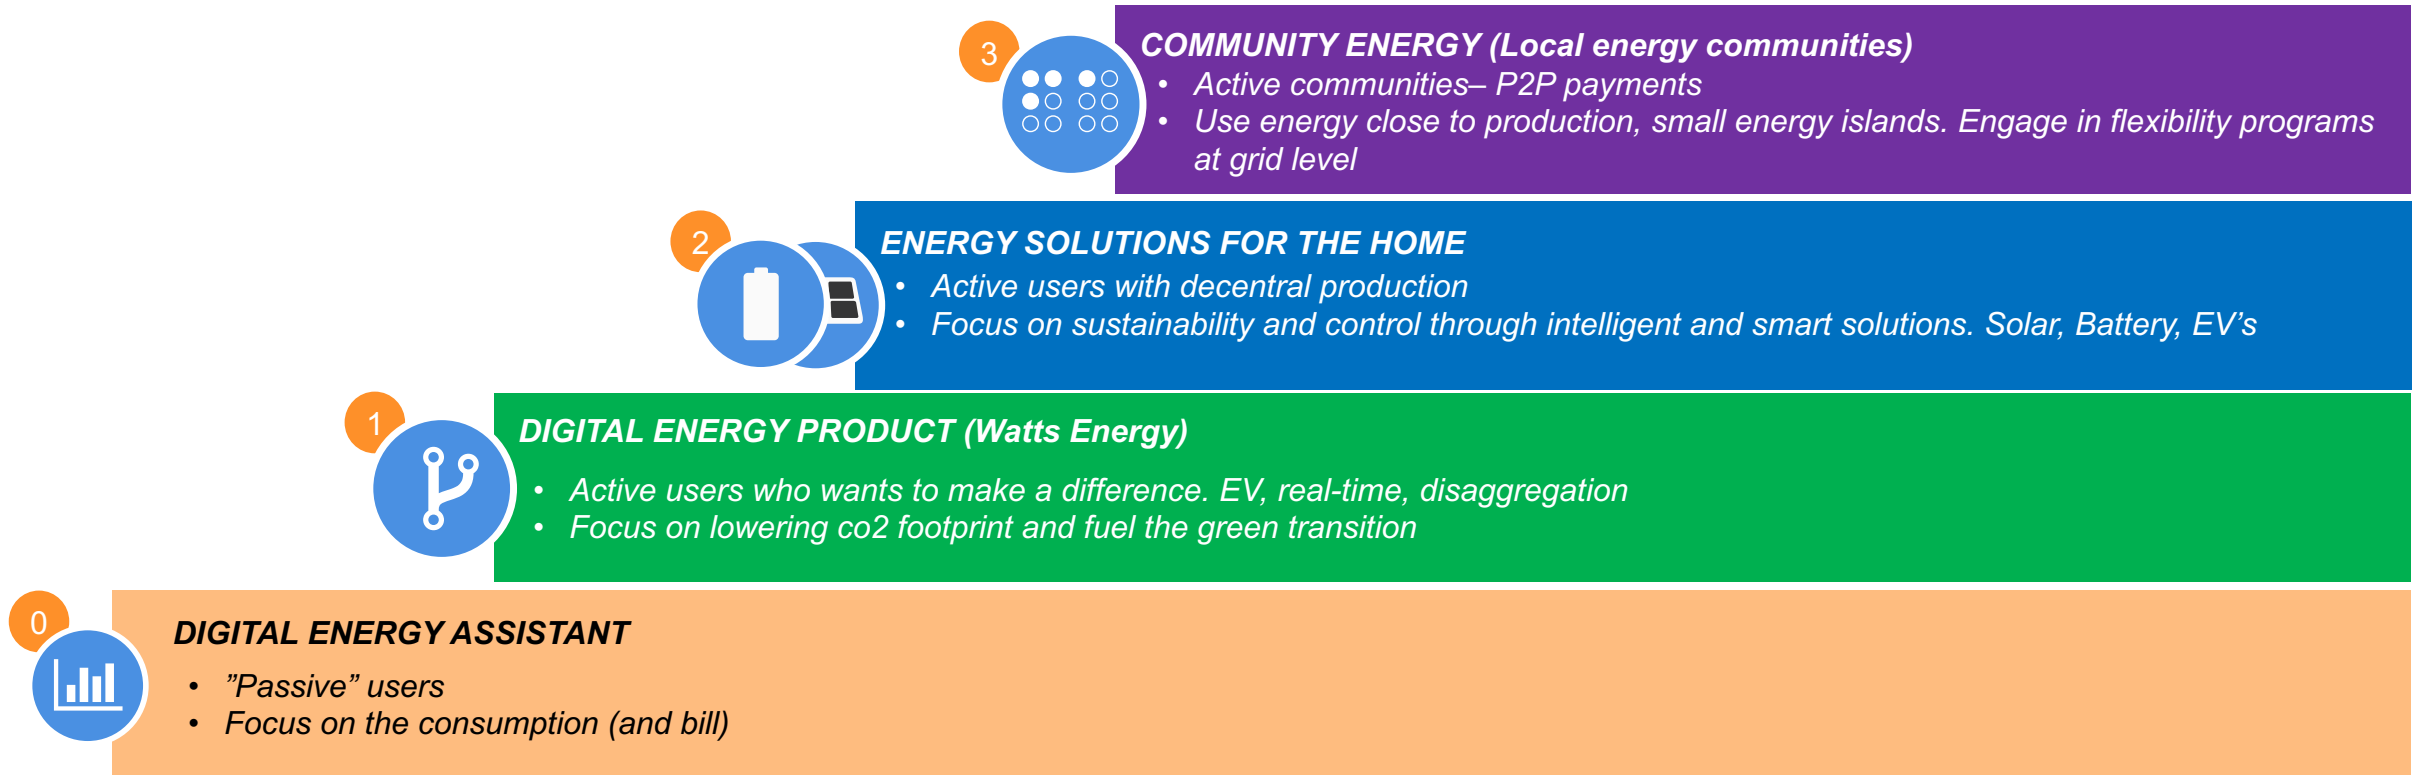 3
COMMUNITY ENERGY (Local energy communities)
• Active communities– P2P payments
• Use energy close to production, small energy islands. Engage in flexibility programs
at grid level
2
ENERGY SOLUTIONS FOR THE HOME
• Active users with decentral production
• Focus on sustainability and control through intelligent and smart solutions. Solar, Battery, EV’s
1
DIGITAL ENERGY PRODUCT (Watts Energy)
• Active users who wants to make a difference. EV, real-time, disaggregation
• Focus on lowering co2 footprint and fuel the green transition
0
DIGITAL ENERGY ASSISTANT
• ”Passive” users
• Focus on the consumption (and bill)